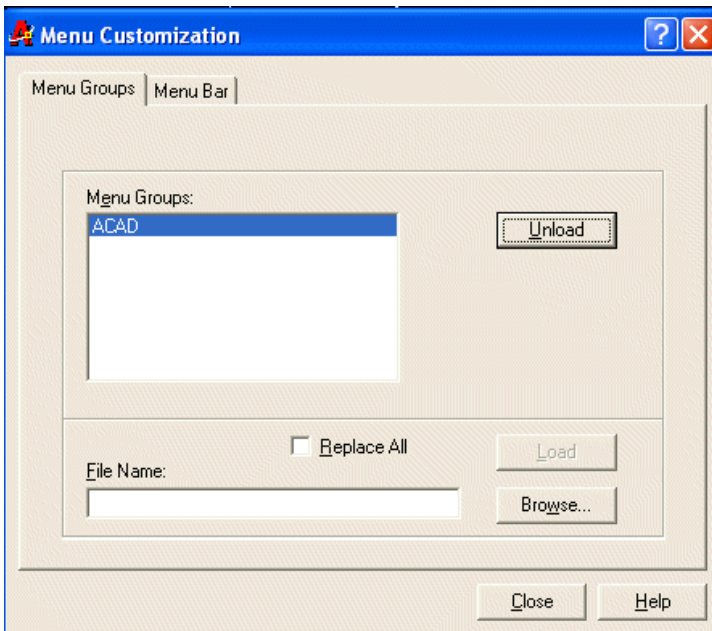 Menu Customization
Menu Groups Menu Bar
Menu Groups:
ACAD
Unload
Replace All
Load
File Name:
Browse...
Close Help